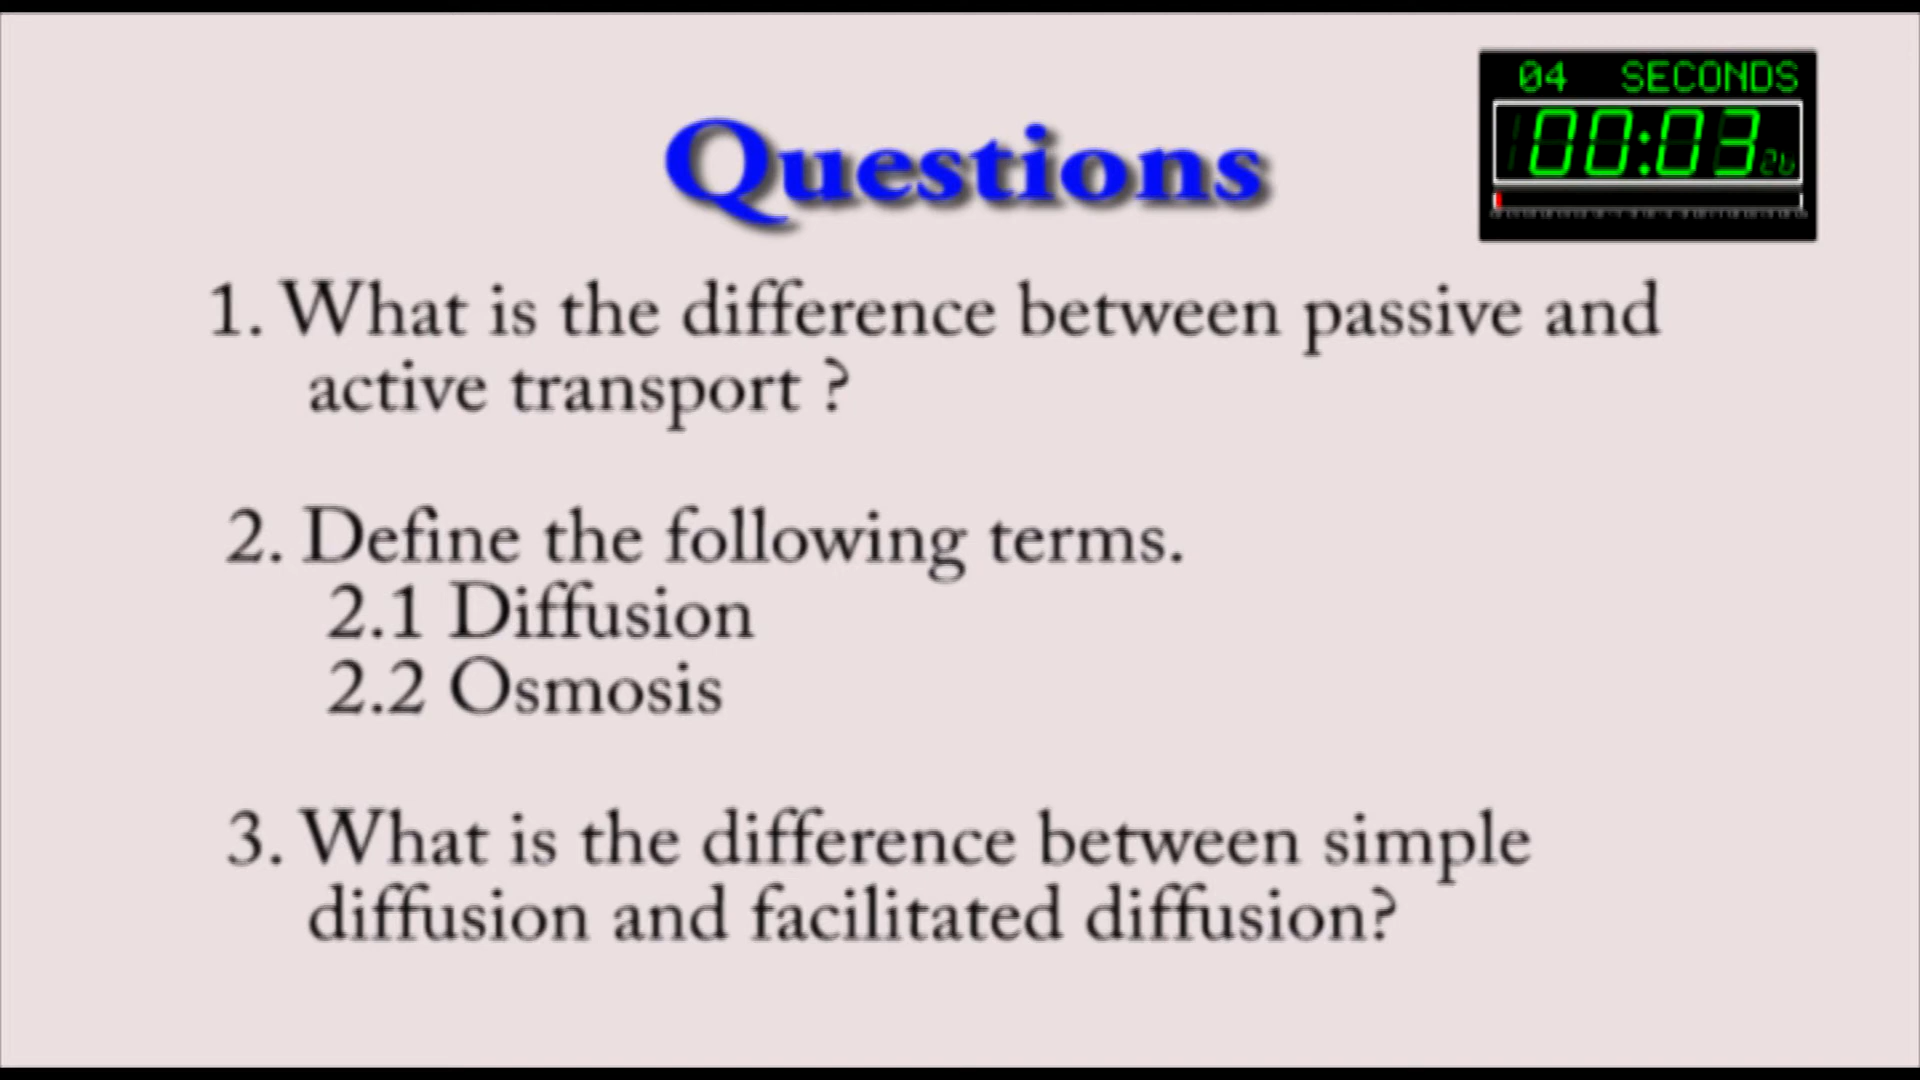 04 SECONDS
00:03
Questions
1. What is the difference between passive and
active transport ?
2. Define the following terms.
2.1 Diffusion
2.2 Osmosis
3. What is the difference between simple
diffusion and facilitated diffusion?